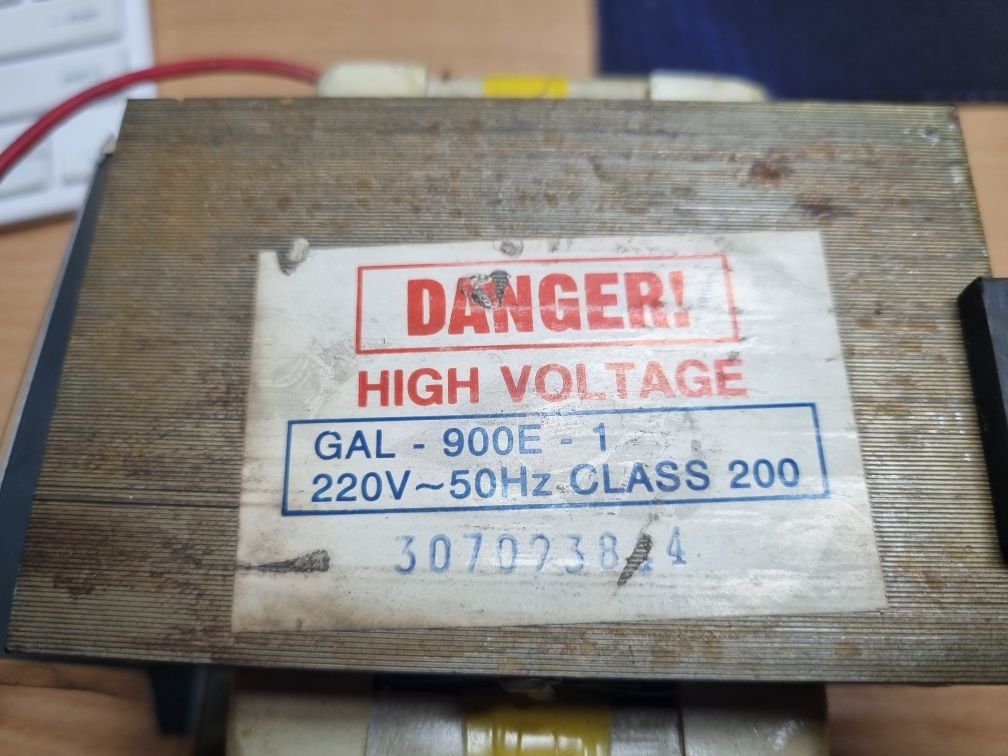 DANGER!
HIGH VOLTAGE
GAL - 900E - 1
220V~50Hz CLASS 200